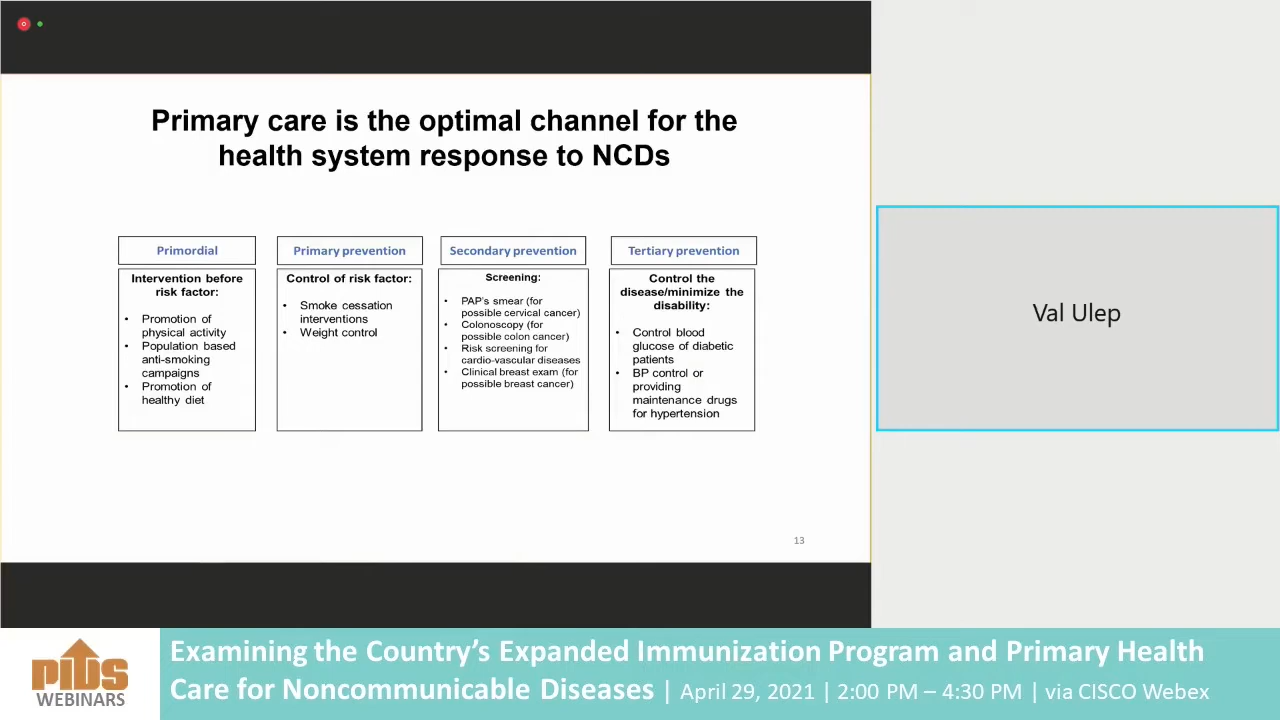 Primary care is the optimal channel for the
health system response to NCDs
Primordial
Intervention before
risk factor:
• Promotion of
physical activity
• Population based
anti-smoking
campaigns
• Promotion of
healthy diet
Primary prevention
Control of risk factor:
• Smoke cessation
interventions
• Weight control
Secondary prevention
Screening:
• PAP's smear (for
possible cervical cancer)
• Colonoscopy (for
possible colon cancer)
• Risk screening for
cardio-vascular diseases
• Clinical breast exam (for
possible breast cancer)
Tertiary prevention
Control the
disease/minimize the
disability:
• Control blood
glucose of diabetic
patients
• BP control or
providing
maintenance drugs
for hypertension
13
Val Ulep
PIDS
WEBINARS
Examining the Country's Expanded Immunization Program and Primary Health
Care for Noncommunicable Diseases | April 29, 2021 | 2:00 PM – 4:30 PM | via CISCO Webex